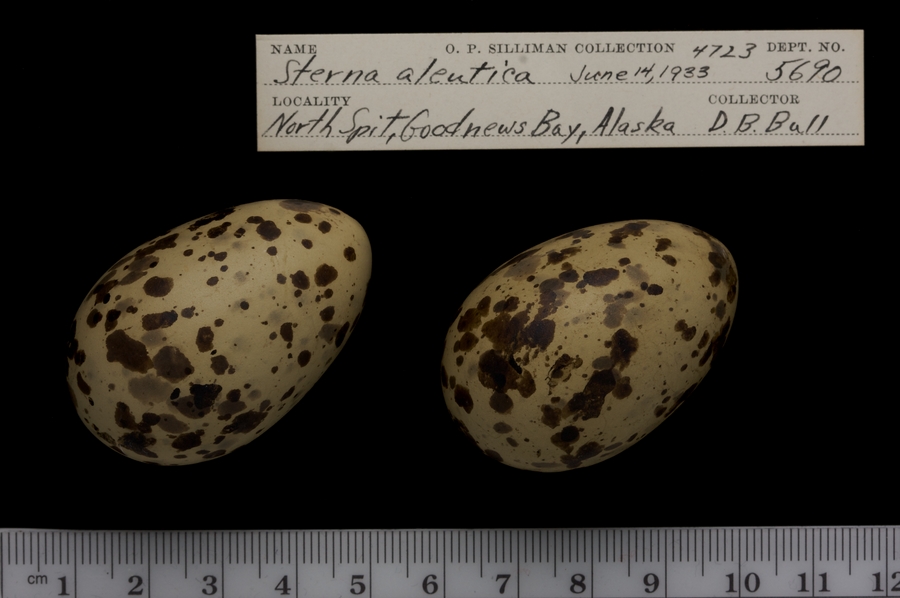 NAME O. P. SILLIMAN COLLECTION 4723 DEPT. NO.
Sterna aleutica June 14, 1933 5690
LOCALITY COLLECTOR
North Spit, Goodnews Bay, Alaska D. B. Bull
cm 1 2 3 4 5 6 7 8 9 10 11 12